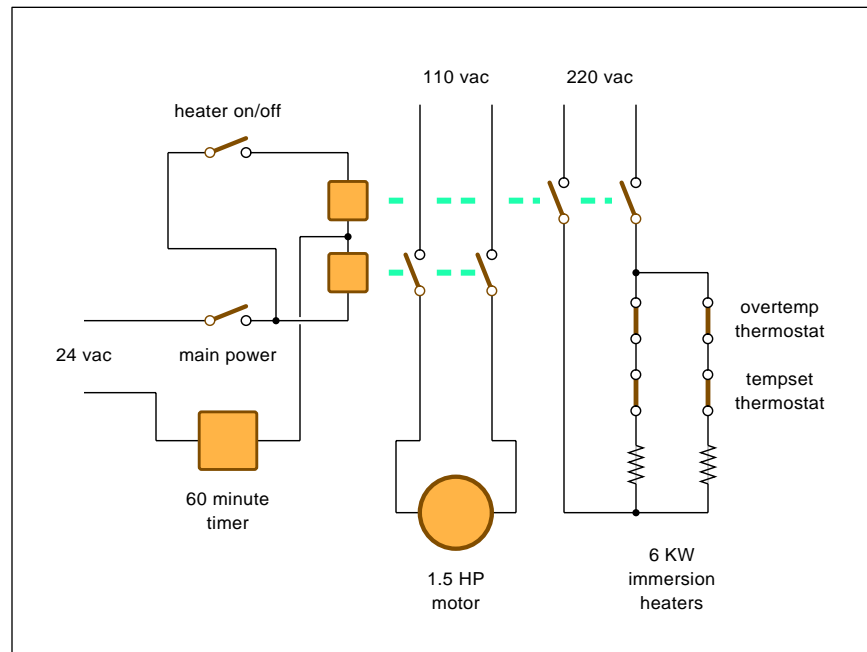 110 vac
220 vac
heater on/off
overtemp
thermostat
24 vac
main power
tempset
thermostat
60 minute
timer
1.5 HP
motor
6 KW
immersion
heaters